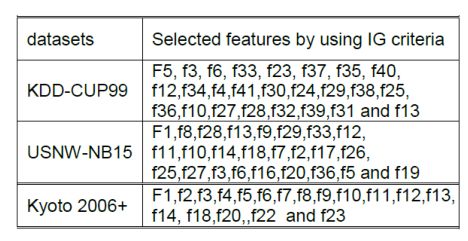 datasets Selected features by using IG criteria
KDD-CUP99
F5, f3, f6, f33, f23, f37, f35, f40,
f12,f34,f4,f41,f30,f24,f29,f38,f25,
f36,f10,f27,f28,f32,f39,f31 and f13
USNW-NB15
F1,f8,f28,f13,f9,f29,f33,f12,
f11,f10,f14,f18,f7,f2,f17,f26,
f25,f27,f3,f6,f16,f20,f36,f5 and f19
Kyoto 2006+
F1,f2,f3,f4,f5,f6,f7,f8,f9,f10,f11,f12,f13,
f14, f18,f20,,f22 and f23